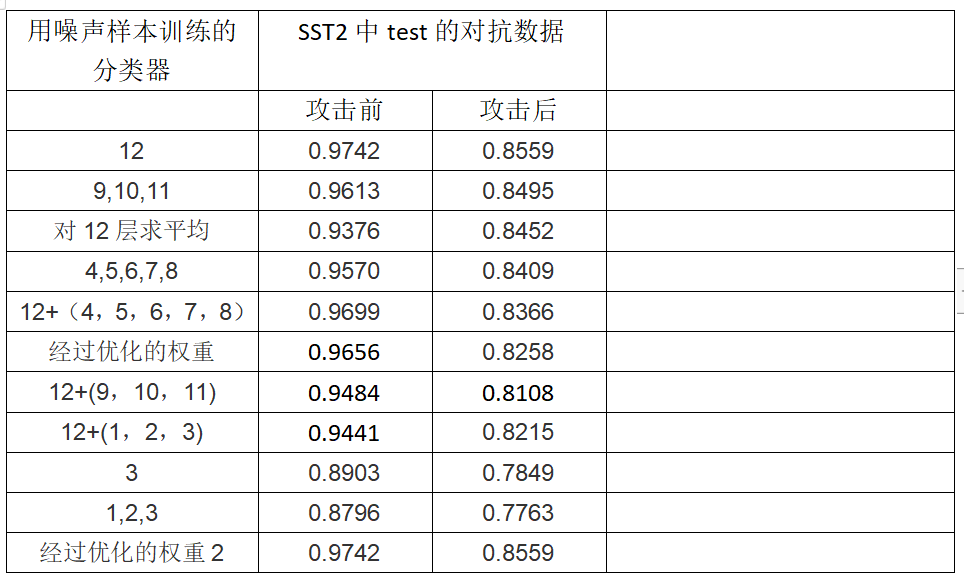 用噪声样本训练的 SST2 中 test 的对抗数据
分类器
攻击前 攻击后
12 0.9742 0.8559
9,10,11 0.9613 0.8495
对 12 层求平均 0.9376 0.8452
4,5,6,7,8 0.9570 0.8409
12+（4，5，6，7，8） 0.9699 0.8366
经过优化的权重 0.9656 0.8258
12+(9，10，11) 0.9484 0.8108
12+(1，2，3) 0.9441 0.8215
3 0.8903 0.7849
1,2,3 0.8796 0.7763
经过优化的权重 2 0.9742 0.8559